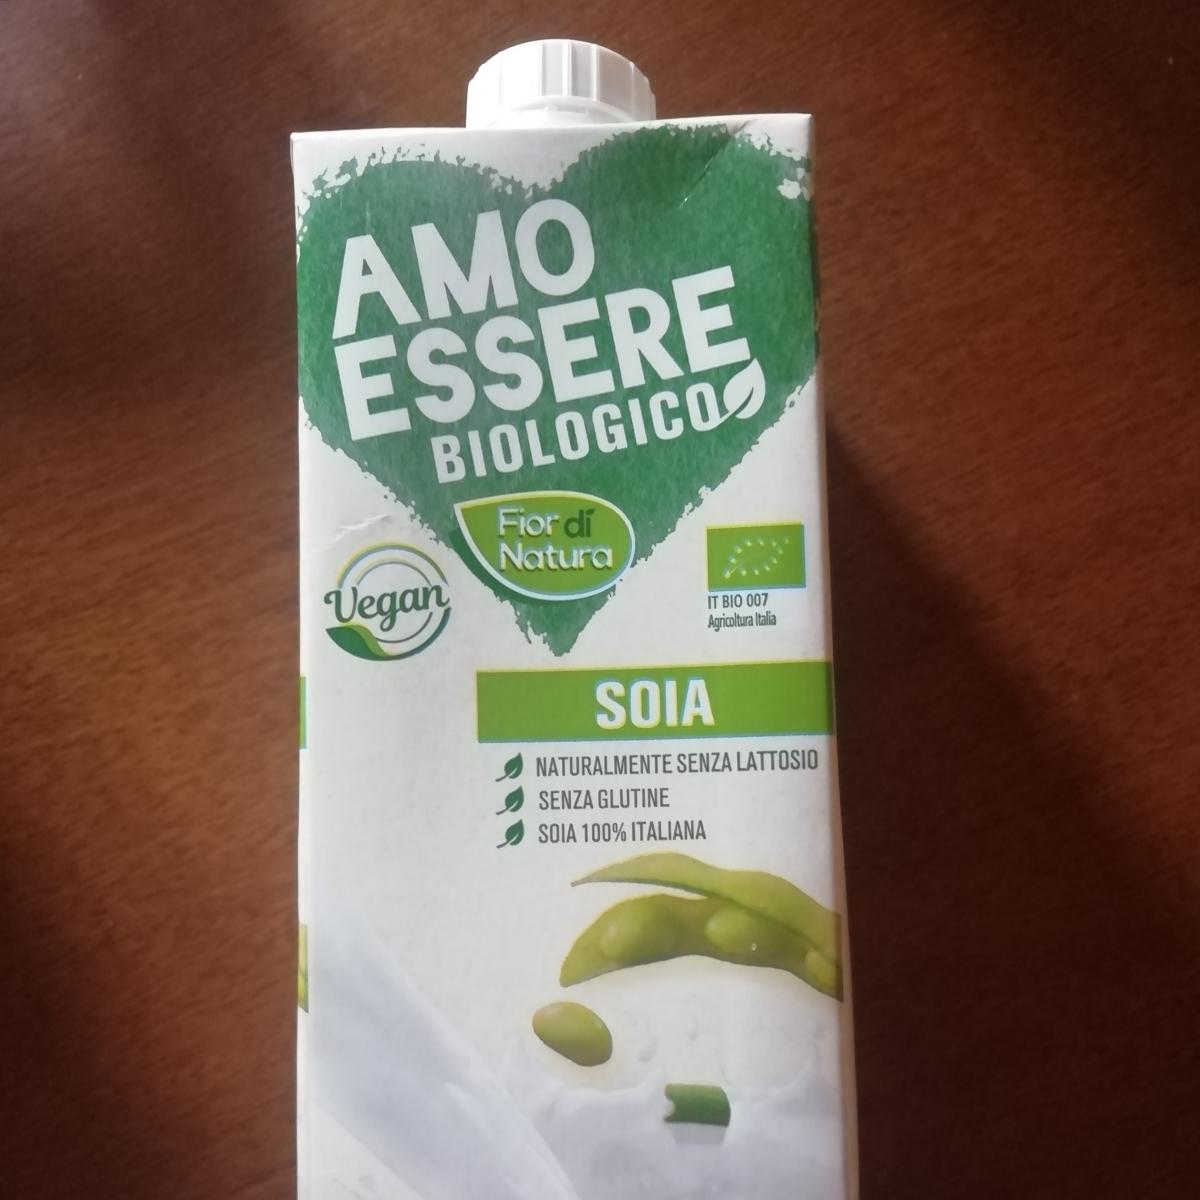 AMO
ESSERE
BIOLOGICO
Fior di
Natura
Vegan
IT BIO 007
Agricoltura Italia
SOIA
NATURALMENTE SENZA LATTOSIO
SENZA GLUTINE
SOIA 100% ITALIANA